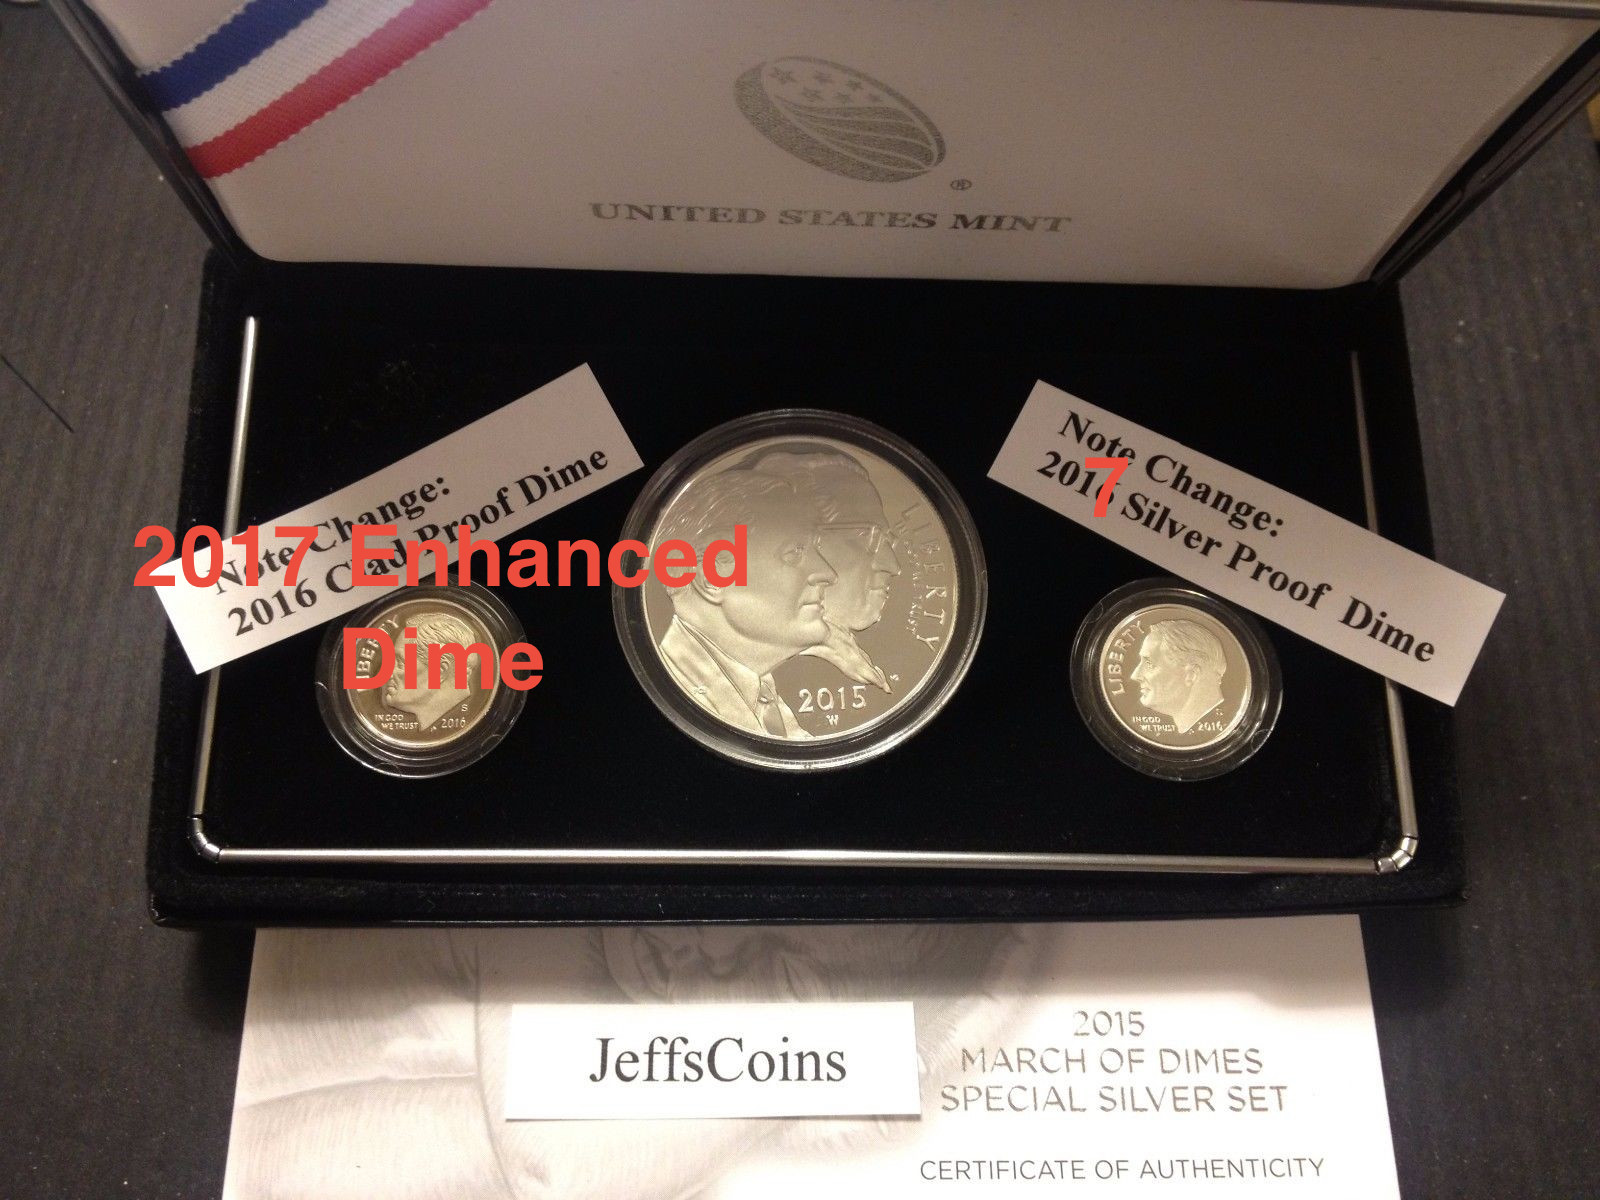 ®
UNITED STATES MINT
Note Change:
2016 Clad Proof Dime
2017 Enhanced
Dime
Note Change:
2016 Silver Proof Dime
7
LIBERTY
IN GOD
WE TRUST
S
2016
LIBERTY
2015
W
LIBERTY
IN GOD
WE TRUST
S
2016
JeffsCoins
2015
MARCH OF DIMES
SPECIAL SILVER SET
CERTIFICATE OF AUTHENTICITY